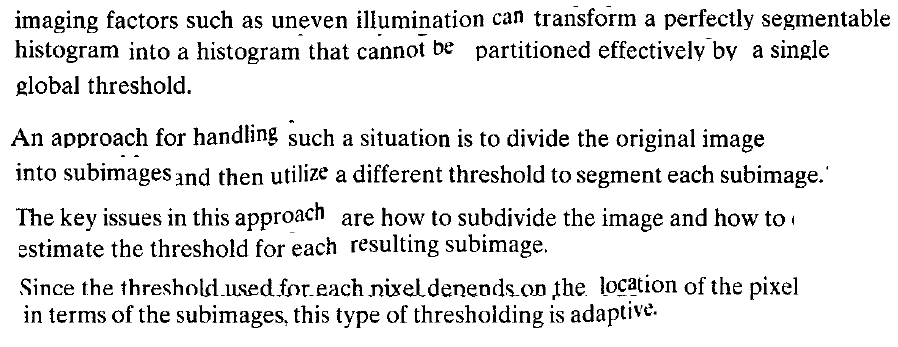 imaging factors such as uneven illumination can transform a perfectly segmentable
histogram into a histogram that cannot be partitioned effectively by a single
global threshold.
An approach for handling such a situation is to divide the original image
into subimages and then utilize a different threshold to segment each subimage.
The key issues in this approach are how to subdivide the image and how to
estimate the threshold for each resulting subimage.
Since the threshold used for each pixel depends on the location of the pixel
in terms of the subimages, this type of thresholding is adaptive.